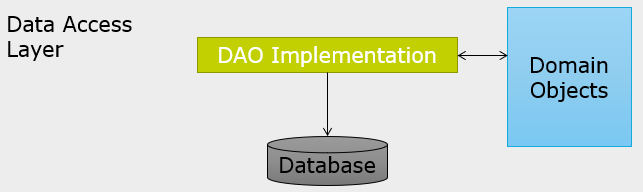 Data Access
Layer
DAO Implementation
Domain
Objects
Database